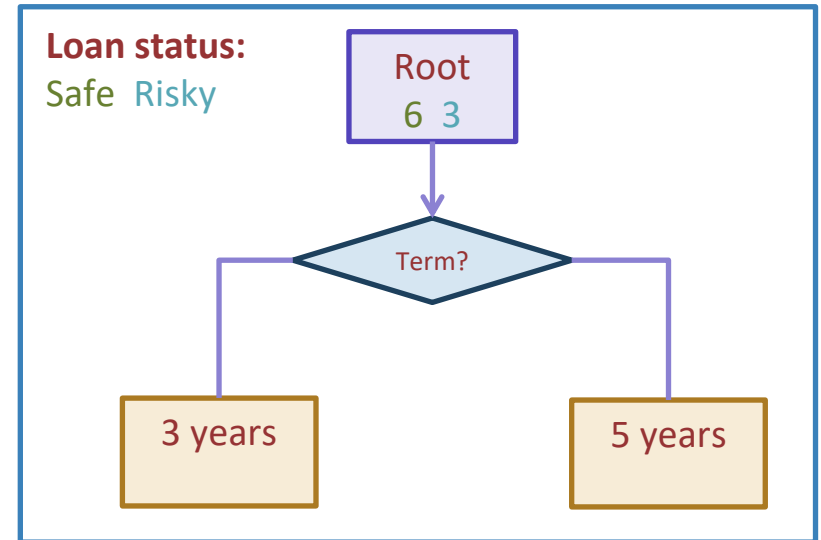 Loan status:
Safe Risky
Root
6 3
Term?
3 years
5 years